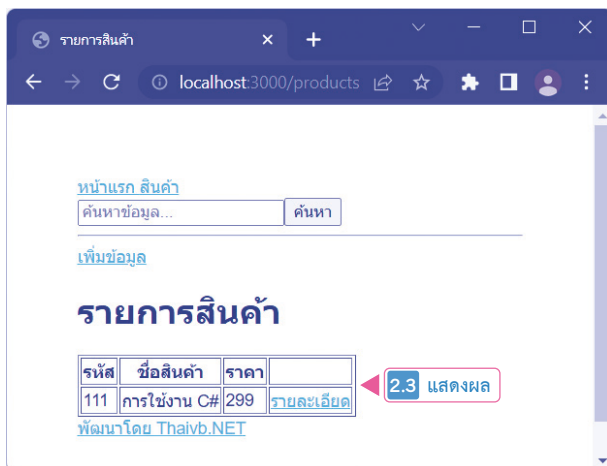 รายการสินค้า
localhost:3000/products
หน้าแรก สินค้า
ค้นหาข้อมูล... ค้นหา
เพิ่มข้อมูล
รายการสินค้า
รหัส ชื่อสินค้า ราคา
111 การใช้งาน C# 299 รายละเอียด
2.3 แสดงผล
พัฒนาโดย Thaivb.NET